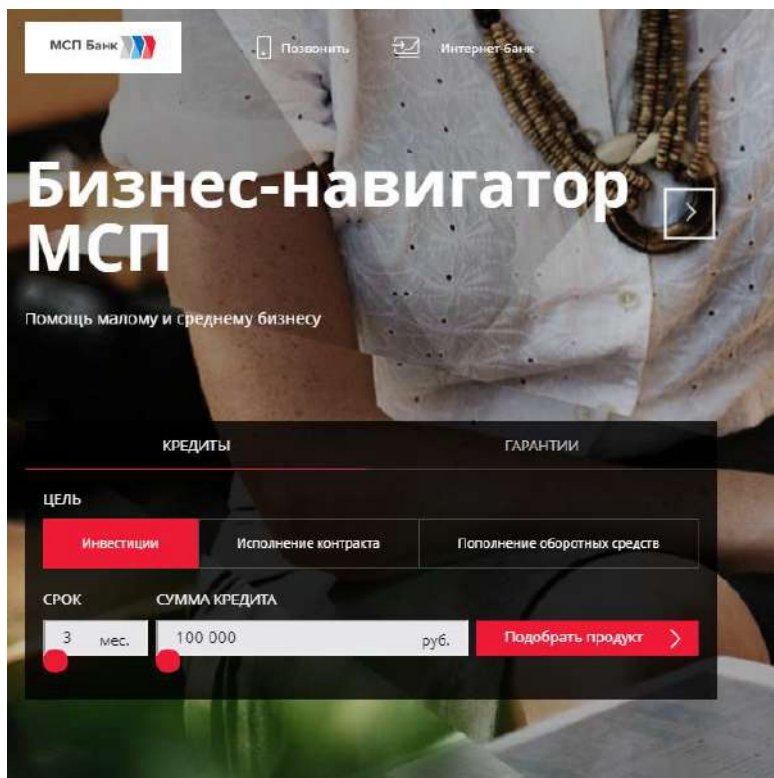 МСП Банк
Позвонить
Интернет-банк
Бизнес-навигатор
МСП
Помощь малому и среднему бизнесу
КРЕДИТЫ ГАРАНТИИ
ЦЕЛЬ
Инвестиции Исполнение контракта Пополнение оборотных средств
СРОК СУММА КРЕДИТА
3 мес. 100 000 руб. Подобрать продукт